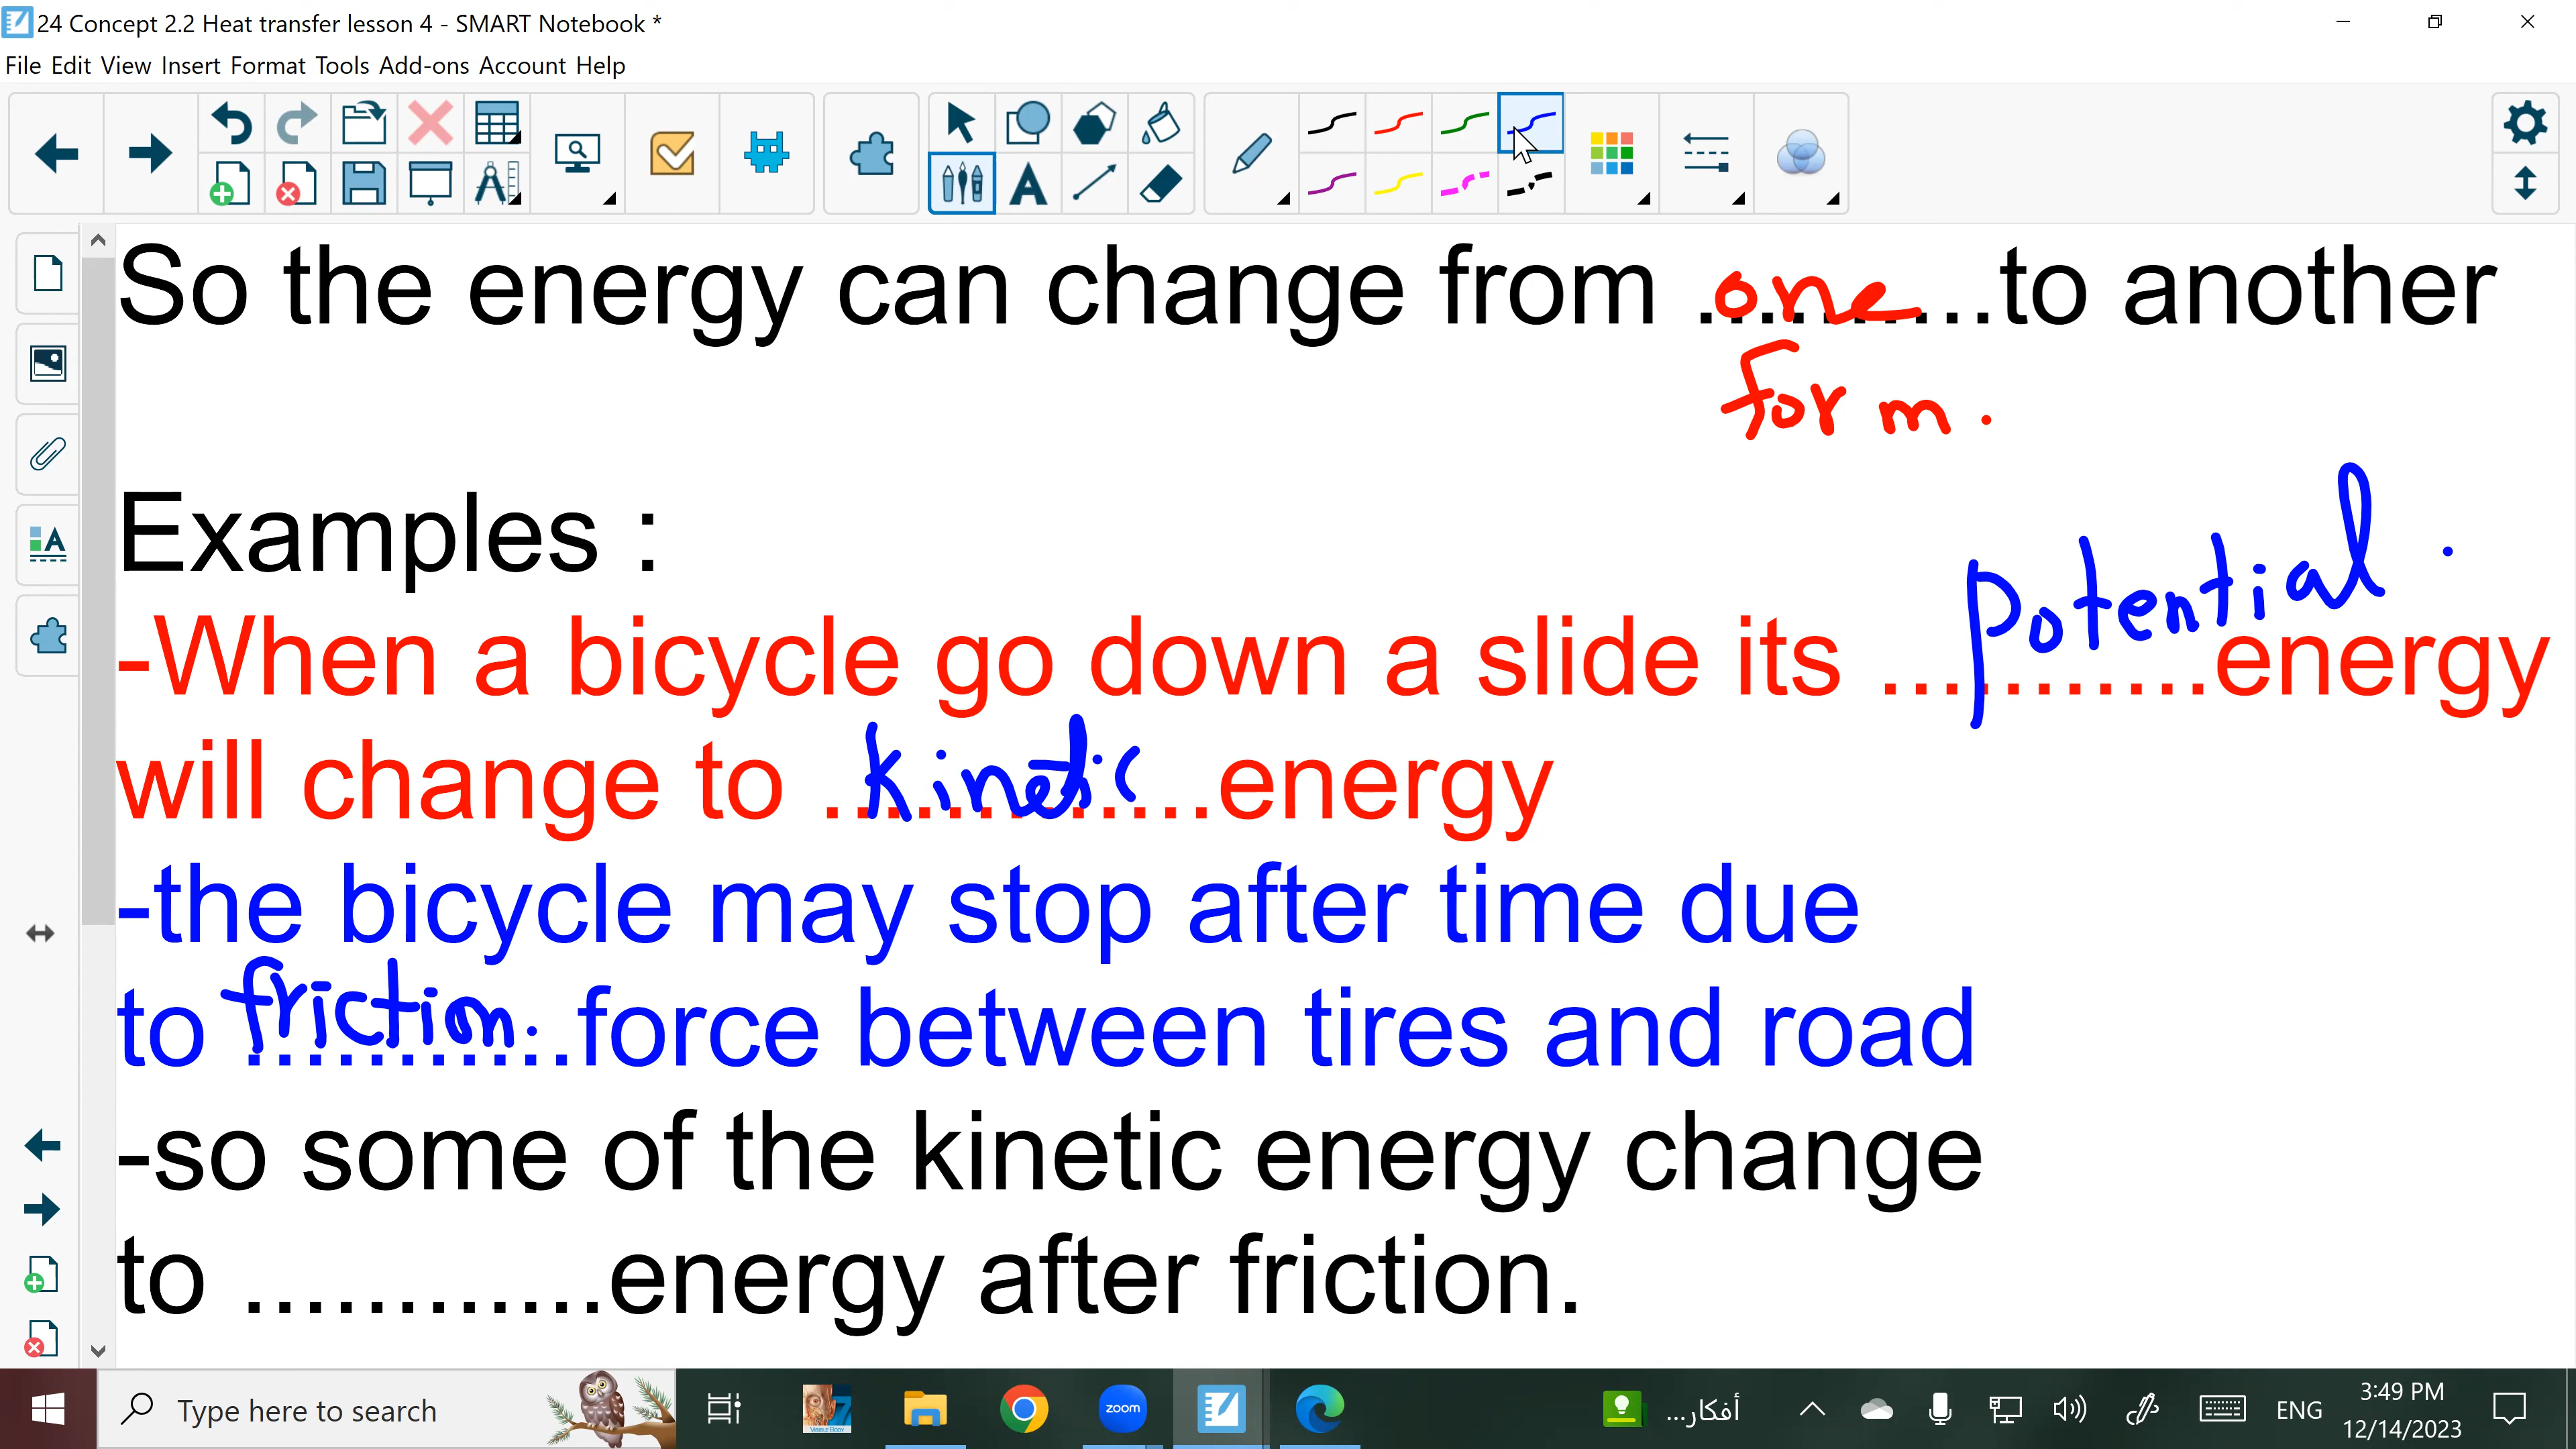 24 Concept 2.2 Heat transfer lesson 4 - SMART Notebook *
File Edit View Insert Format Tools Add-ons Account Help
So the energy can change from ...one......to another
form.
Examples :
-When a bicycle go down a slide its ...potential....energy
will change to ..kinetic...energy
-the bicycle may stop after time due
to ..friction...force between tires and road
-so some of the kinetic energy change
to ............energy after friction.
Type here to search
zoom
أفكار...
ENG
3:49 PM
12/14/2023